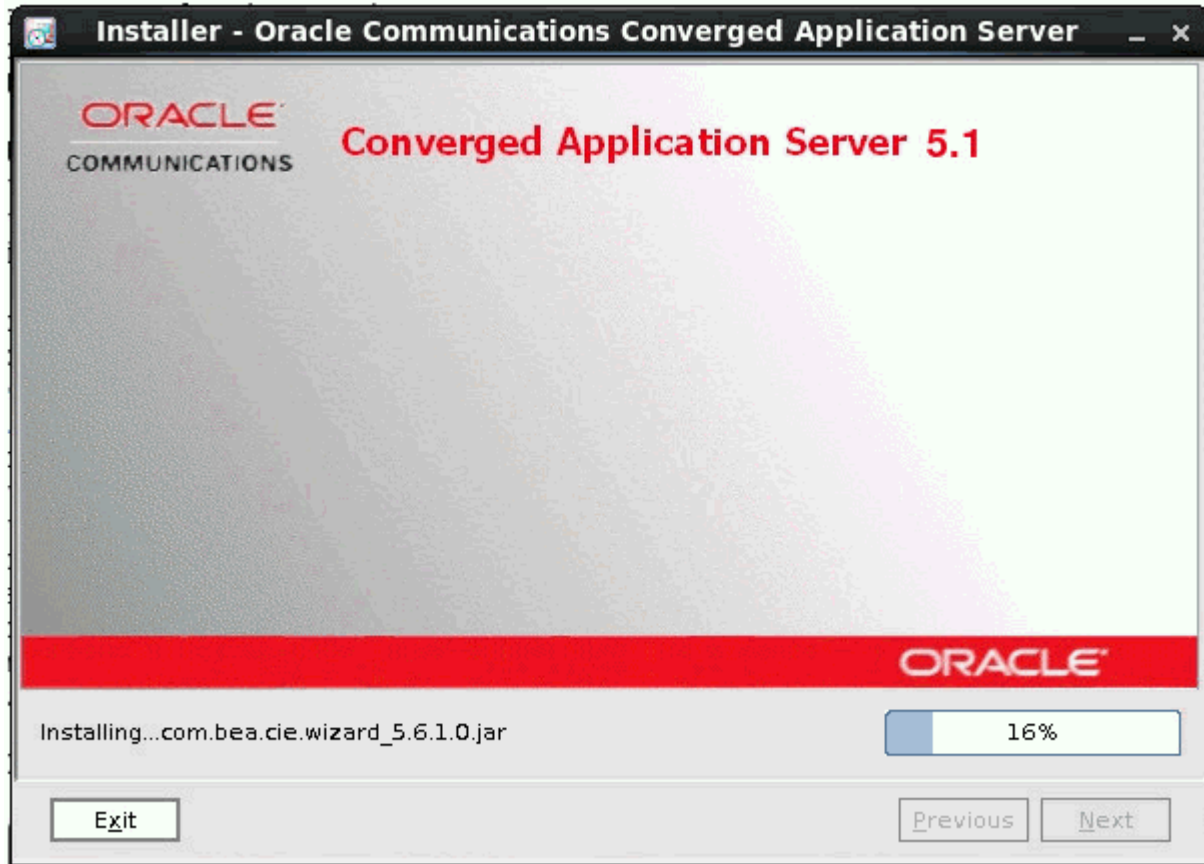 Installer - Oracle Communications Converged Application Server
ORACLE
COMMUNICATIONS
Converged Application Server 5.1
ORACLE
Installing...com.bea.cie.wizard_5.6.1.0.jar
16%
Exit
Previous
Next